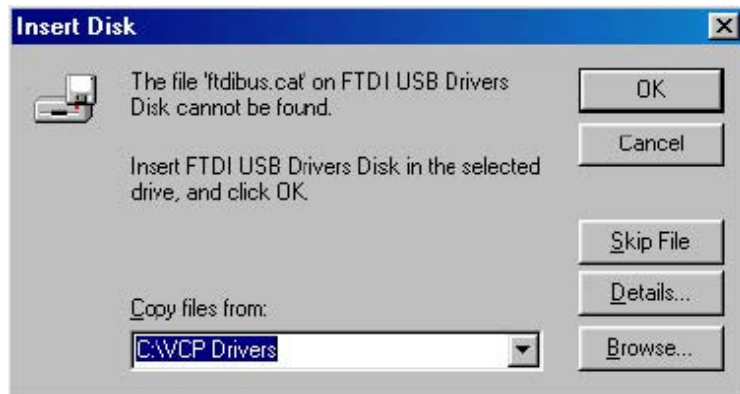 Insert Disk
The file 'ftdibus.cat' on FTDI USB Drivers
Disk cannot be found.
Insert FTDI USB Drivers Disk in the selected
drive, and click OK.
Copy files from:
C:\VCP Drivers
OK
Cancel
Skip File
Details...
Browse...